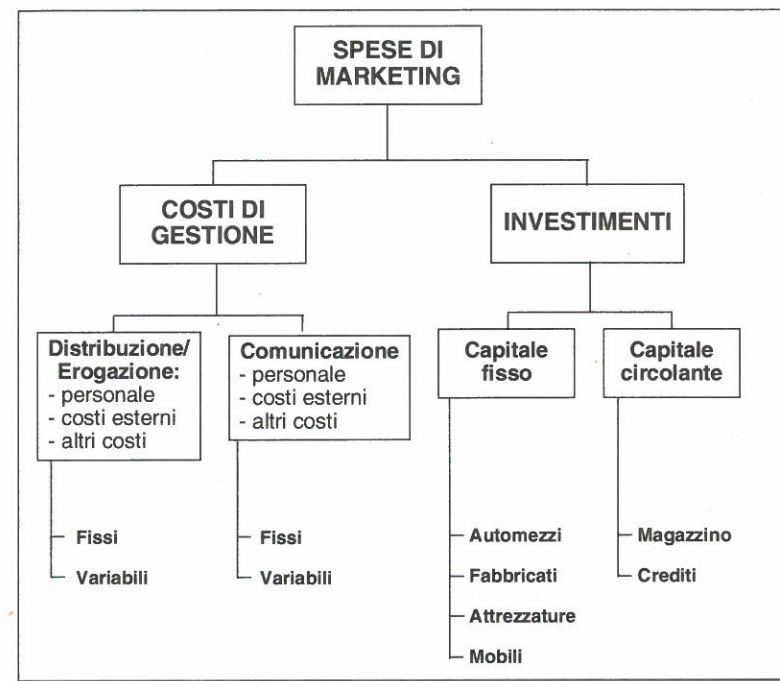 SPESE DI
MARKETING
COSTI DI
GESTIONE
INVESTIMENTI
Distribuzione/
Erogazione:
- personale
- costi esterni
- altri costi
Comunicazione
- personale
- costi esterni
- altri costi
Capitale
fisso
Capitale
circolante
Fissi
Variabili
Fissi
Variabili
Automezzi
Fabbricati
Attrezzature
Mobili
Magazzino
Crediti